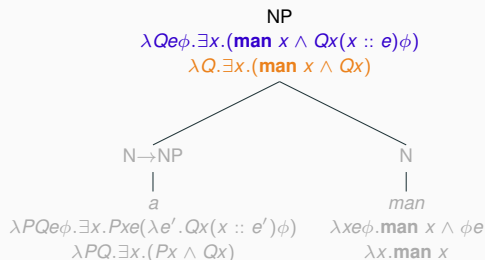 NP
λQeϕ.∃x.(man x ∧ Qx(x :: e)ϕ)
λQ.∃x.(man x ∧ Qx)
N→NP N
a man
λPQeϕ.∃x.Pxe(λe′.Qx(x :: e′)ϕ) λxeϕ.man x ∧ ϕe
λPQ.∃x.(Px ∧ Qx) λx.man x